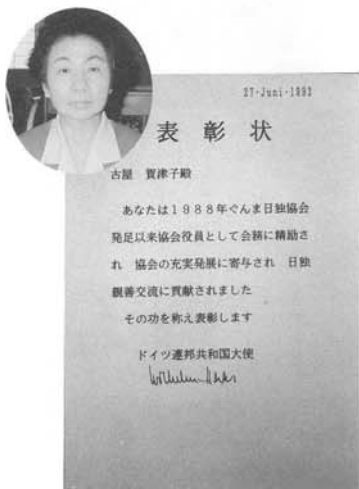 27・Juni・1993
表彰状
古屋 賀津子殿
あなたは1988年ぐんま日独協会
発足以来協会役員として会務に精励さ
れ 協会の充実発展に寄与され 日独
親善交流に貢献されました
その功を称え表彰します
ドイツ連邦共和国大使